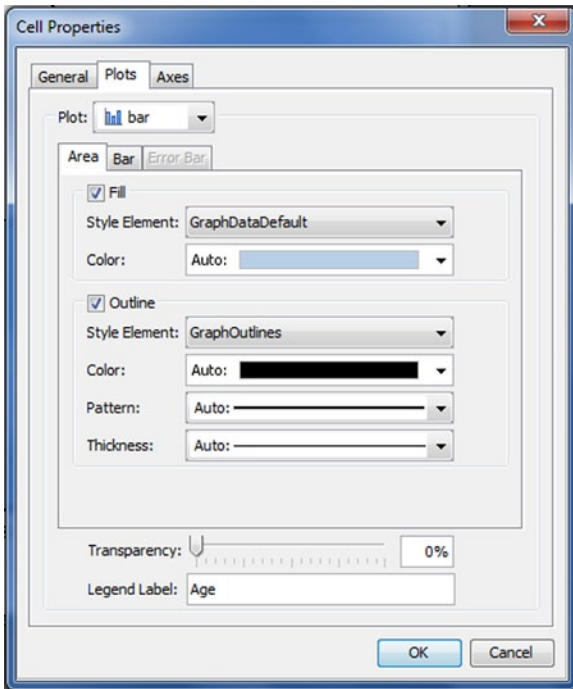 Cell Properties
General Plots Axes
Plot: bar
Area Bar Error Bar
Fill
Style Element: GraphDataDefault
Color: Auto:
Outline
Style Element: GraphOutlines
Color: Auto:
Pattern: Auto:
Thickness: Auto:
Transparency: 0%
Legend Label: Age
OK Cancel